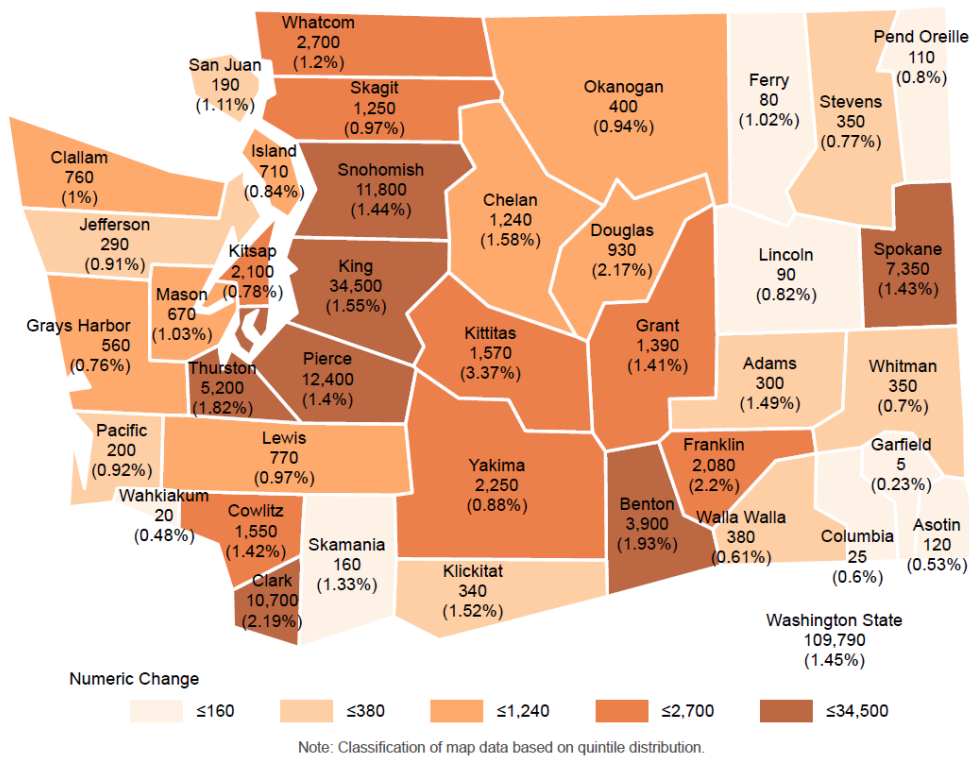 Whatcom
2,700
(1.2%)
San Juan
190
(1.11%)
Skagit
1,250
(0.97%)
Okanogan
400
(0.94%)
Ferry
80
(1.02%)
Stevens
350
(0.77%)
Pend Oreille
110
(0.8%)
Clallam
760
(1%)
Island
710
(0.84%)
Snohomish
11,800
(1.44%)
Chelan
1,240
(1.58%)
Douglas
930
(2.17%)
Jefferson
290
(0.91%)
Kitsap
2,100
(0.78%)
King
34,500
(1.55%)
Lincoln
90
(0.82%)
Spokane
7,350
(1.43%)
Mason
670
(1.03%)
Grays Harbor
560
(0.76%)
Kittitas
1,570
(3.37%)
Grant
1,390
(1.41%)
Thurston
5,200
(1.82%)
Pierce
12,400
(1.4%)
Adams
300
(1.49%)
Whitman
350
(0.7%)
Pacific
200
(0.92%)
Lewis
770
(0.97%)
Yakima
2,250
(0.88%)
Franklin
2,080
(2.2%)
Garfield
5
(0.23%)
Wahkiakum
20
(0.48%)
Cowlitz
1,550
(1.42%)
Skamania
160
(1.33%)
Benton
3,900
(1.93%)
Walla Walla
380
(0.61%)
Columbia
25
(0.6%)
Asotin
120
(0.53%)
Clark
10,700
(2.19%)
Klickitat
340
(1.52%)
Washington State
109,790
(1.45%)
Numeric Change
≤160 ≤380 ≤1,240 ≤2,700 ≤34,500
Note: Classification of map data based on quintile distribution.